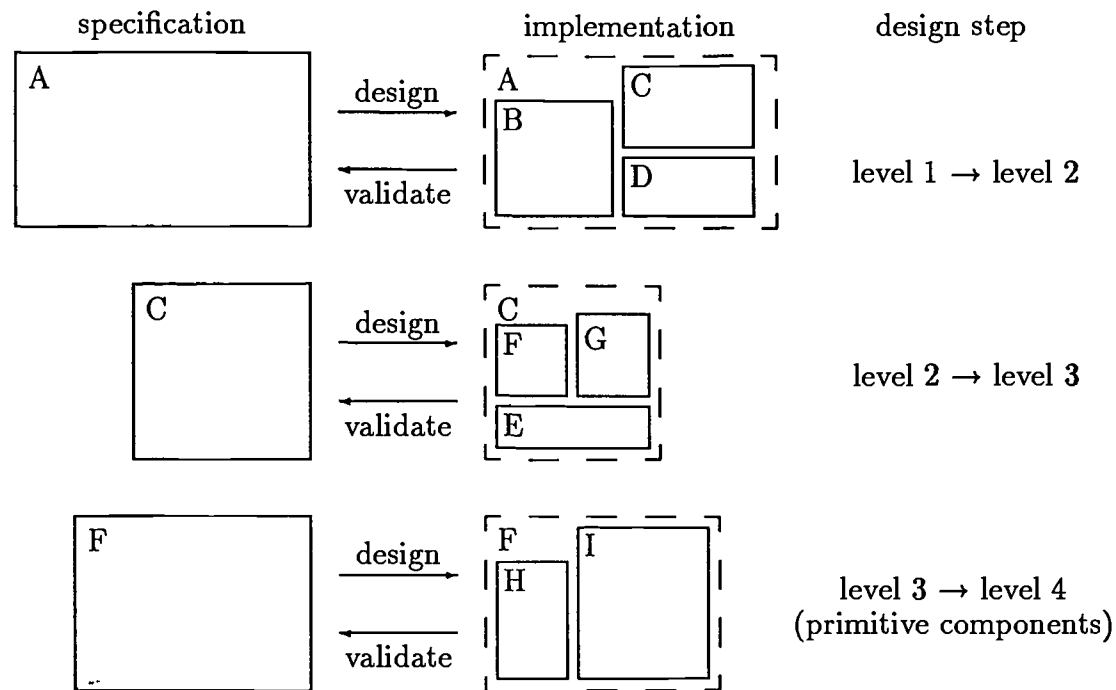 specification
implementation
design step
A
design
validate
A
B
C
D
level 1 → level 2
C
design
validate
C
F
G
E
level 2 → level 3
F
design
validate
F
H
I
level 3 → level 4
(primitive components)